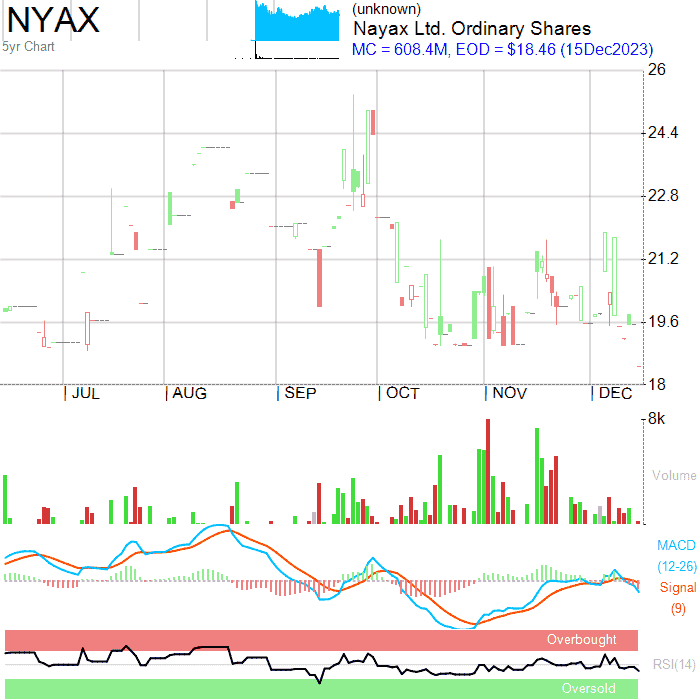 NYAX
5yr Chart
(unknown)
Nayax Ltd. Ordinary Shares
MC = 608.4M, EOD = $18.46 (15Dec2023)
26
24.4
22.8
21.2
19.6
18
JUL AUG SEP OCT NOV DEC
8k
Volume
MACD
(12-26)
Signal
(9)
Overbought
RSI(14)
Oversold